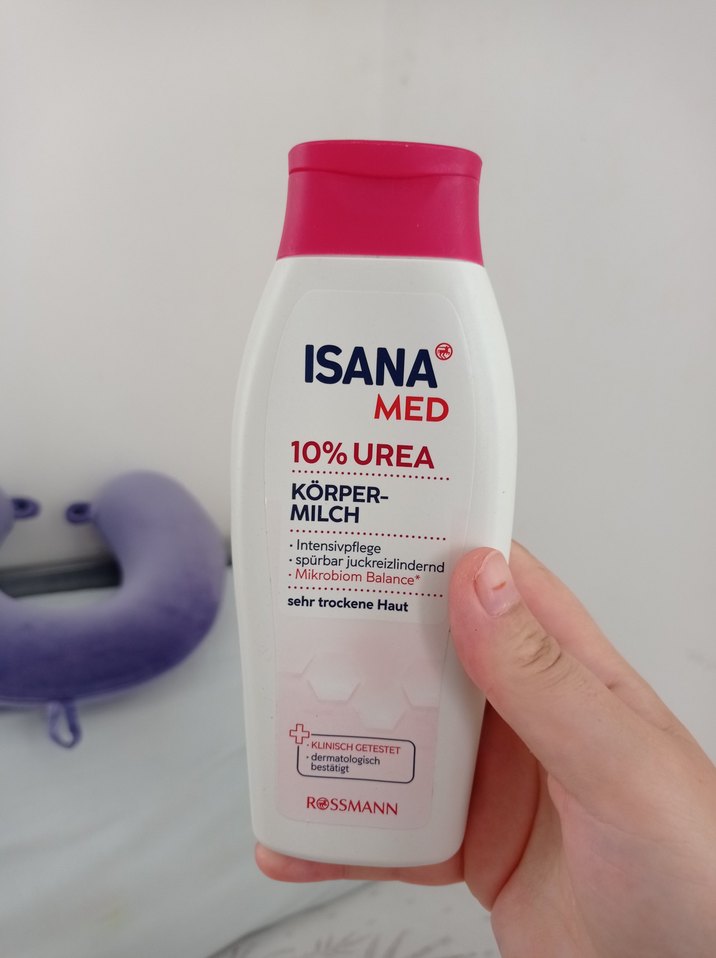 ISANA
MED
10% UREA
KÖRPER-
MILCH
· Intensivpflege
· spürbar juckreizlindernd
· Mikrobiom Balance*
sehr trockene Haut
· KLINISCH GETESTET
· dermatologisch
bestätigt
ROSSMANN